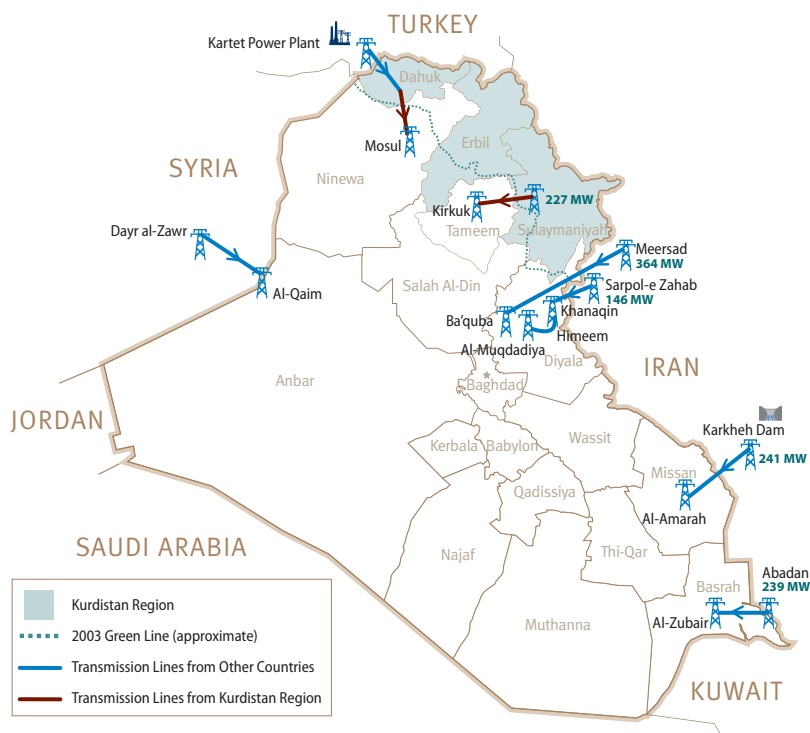 TURKEY
Kartet Power Plant
Dahuk
Mosul
Erbil
SYRIA
Ninewa
227 MW
Kirkuk
Tameem
Sulaymaniyah
Dayr al-Zawr
Meersad
364 MW
Salah Al-Din
Sarpol-e Zahab
146 MW
Al-Qaim
Khanaqin
Ba'quba
Himeem
Al-Muqdadiya
Diyala
IRAN
Anbar
Baghdad
JORDAN
Karkheh Dam
Kerbala
Babylon
Wassit
241 MW
Missan
Qadissiya
Al-Amarah
SAUDI ARABIA
Najaf
Thi-Qar
Abadan
239 MW
Basrah
Al-Zubair
Muthanna
KUWAIT
Kurdistan Region
2003 Green Line (approximate)
Transmission Lines from Other Countries
Transmission Lines from Kurdistan Region